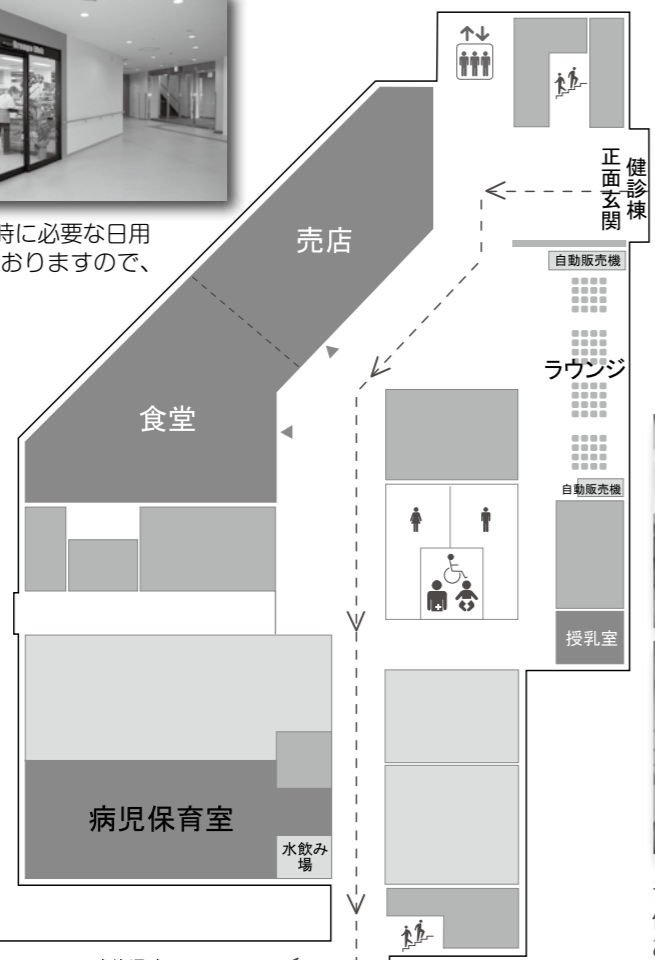 時に必要な日用
おりますので、
売店
食堂
健診棟
正面玄関
自動販売機
ラウンジ
自動販売機
授乳室
病児保育室
水飲み
場